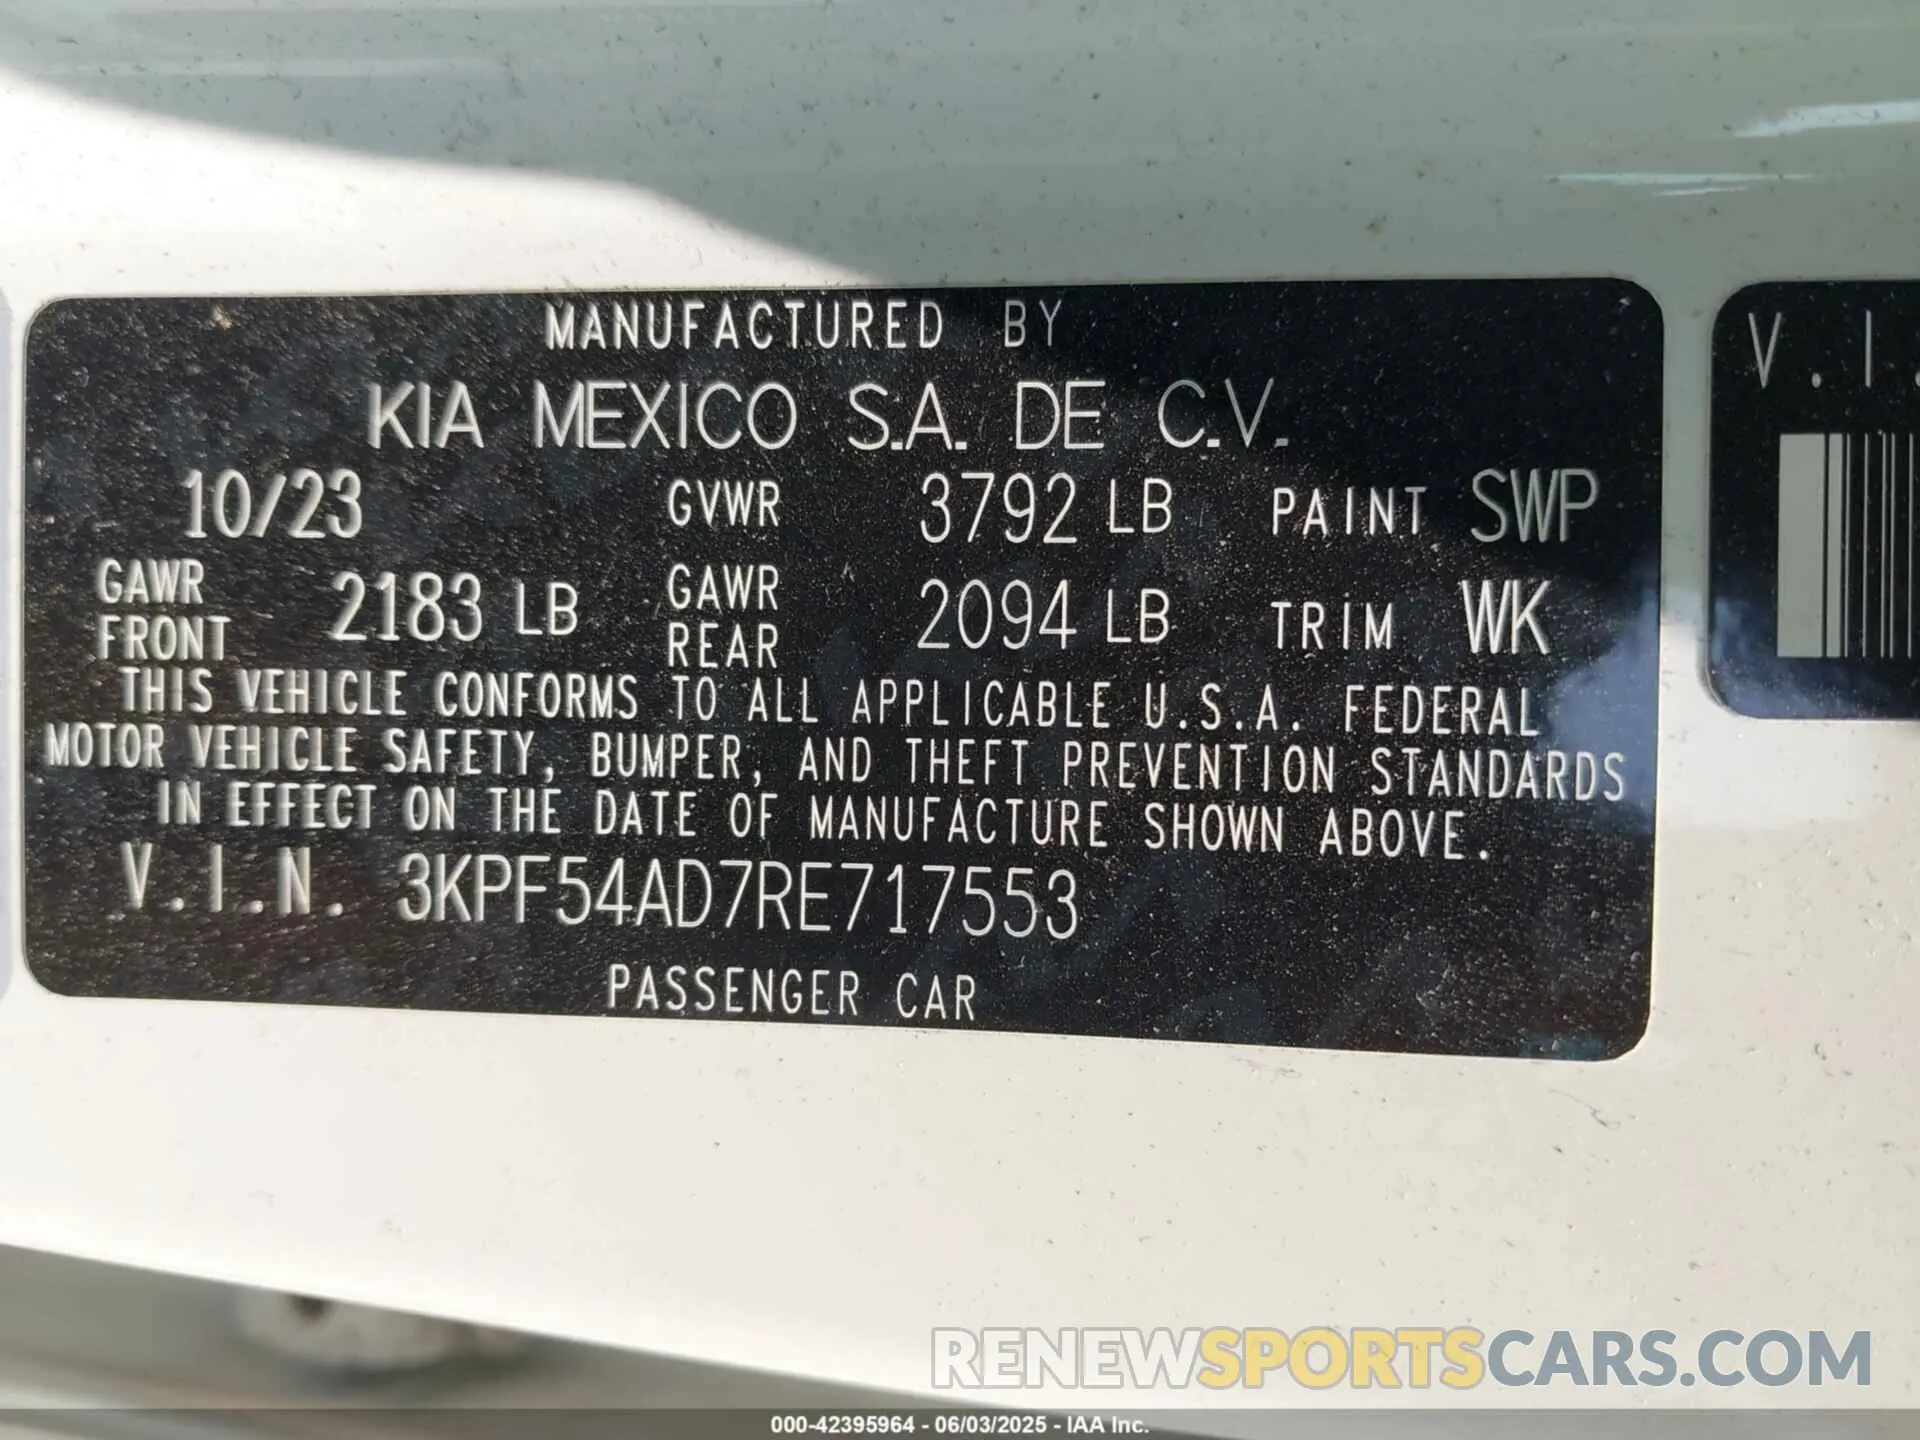 MANUFACTURED BY
KIA MEXICO S.A. DE C.V.
10/23 GVWR 3792 LB PAINT SWP
GAWR FRONT 2183 LB GAWR REAR 2094 LB TRIM WK
THIS VEHICLE CONFORMS TO ALL APPLICABLE U.S.A. FEDERAL
MOTOR VEHICLE SAFETY, BUMPER, AND THEFT PREVENTION STANDARDS
IN EFFECT ON THE DATE OF MANUFACTURE SHOWN ABOVE.
V.I.N. 3KPF54AD7RE717553
PASSENGER CAR
V.I.
RENEWSPORTSCARS.COM
000-42395964 - 06/03/2025 - IAA Inc.